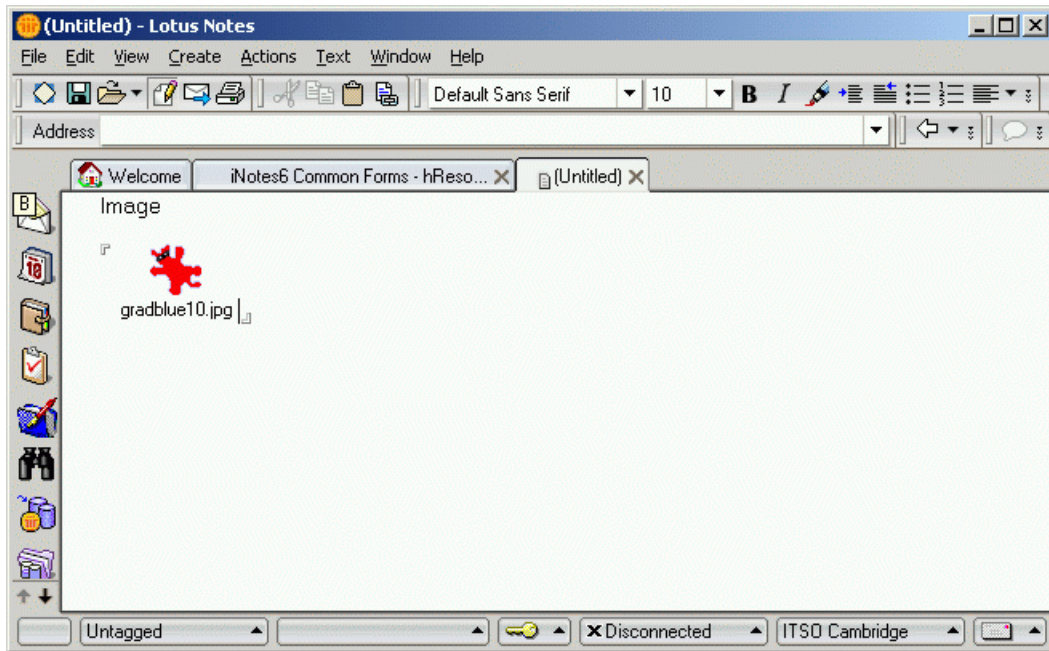 (Untitled) - Lotus Notes
File Edit View Create Actions Text Window Help
Default Sans Serif 10 B I
Address
Welcome iNotes6 Common Forms - hReso... (Untitled)
B
Image
10
gradblue10.jpg
Untagged Disconnected ITSO Cambridge